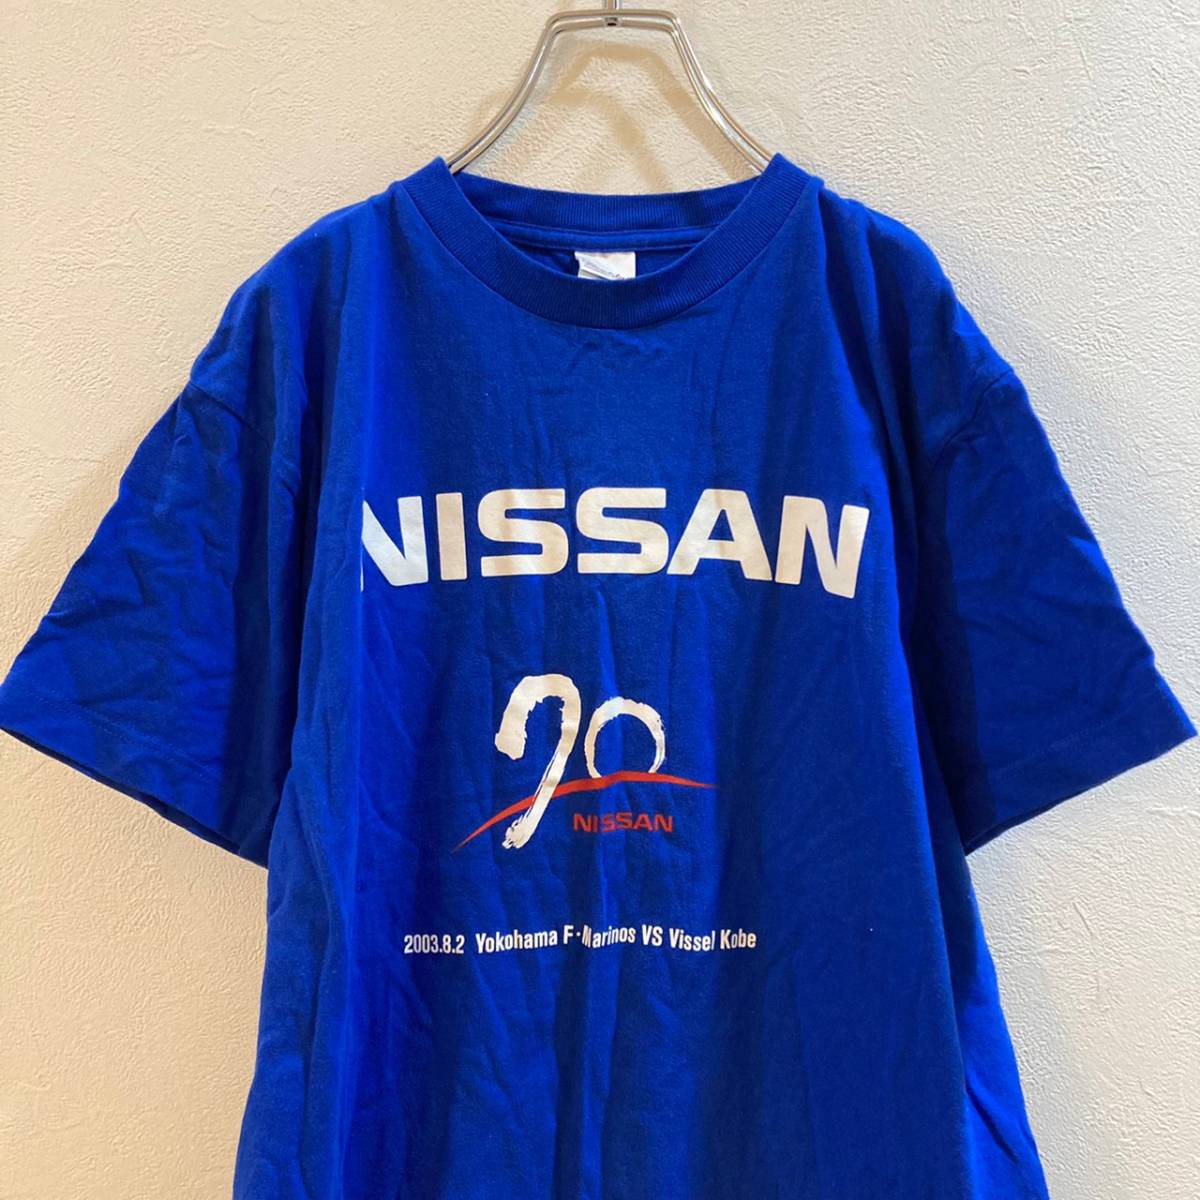 NISSAN
70
NISSAN
2003.8.2 Yokohama F·Marinos VS Vissel Kobe